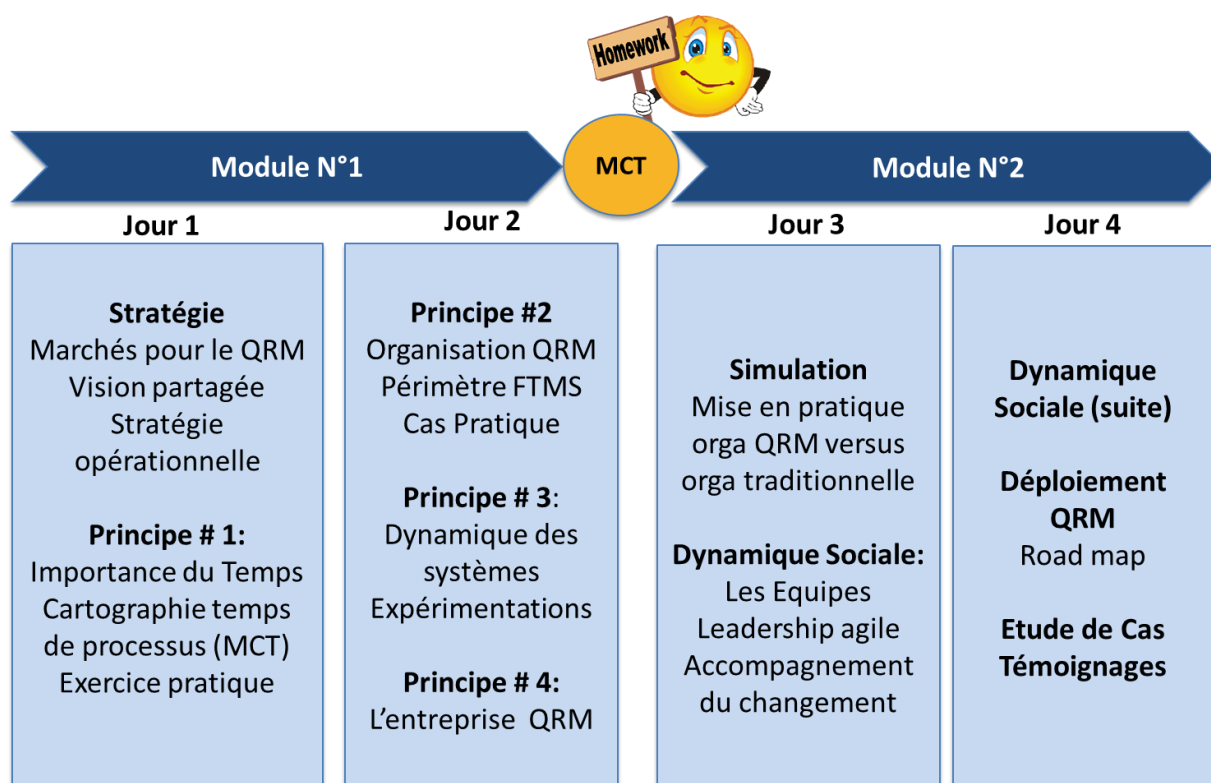 Homework
Module N°1
MCT
Module N°2
Jour 1
Stratégie
Marchés pour le QRM
Vision partagée
Stratégie
opérationnelle
Principe # 1:
Importance du Temps
Cartographie temps
de processus (MCT)
Exercice pratique
Jour 2
Principe #2
Organisation QRM
Périmètre FTMS
Cas Pratique
Principe # 3:
Dynamique des
systèmes
Expérimentations
Principe # 4:
L'entreprise QRM
Jour 3
Simulation
Mise en pratique
orga QRM versus
orga traditionnelle
Dynamique Sociale:
Les Equipes
Leadership agile
Accompagnement
du changement
Jour 4
Dynamique
Sociale (suite)
Déploiement
QRM
Road map
Etude de Cas
Témoignages